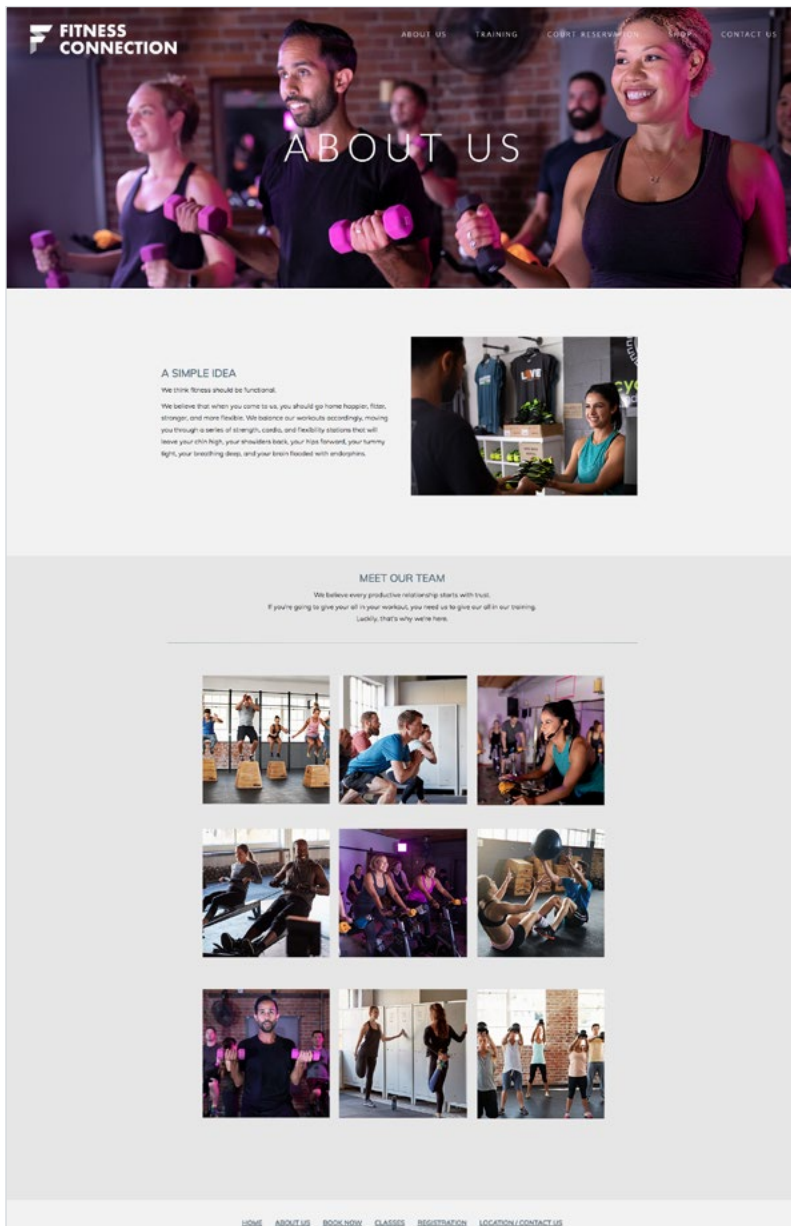 FITNESS
CONNECTION
ABOUT US TRAINING COURT RESERVATION SHOP CONTACT US
ABOUT US
A SIMPLE IDEA
We think fitness should be functional.
We believe that when you come to us, you should go home happier, fitter,
stronger, and more flexible. We balance our workouts accordingly, moving
you through a series of strength, cardio, and flexibility stations that will
leave your chin high, your shoulders back, your hips forward, your tummy
tight, your breathing deep, and your brain flooded with endorphins.
MEET OUR TEAM
We believe every productive relationship starts with trust.
If you're going to give your all in your workout, you need us to give our all in our training.
Luckily, that's why we're here.
HOME ABOUT US BOOK NOW CLASSES REGISTRATION LOCATION / CONTACT US